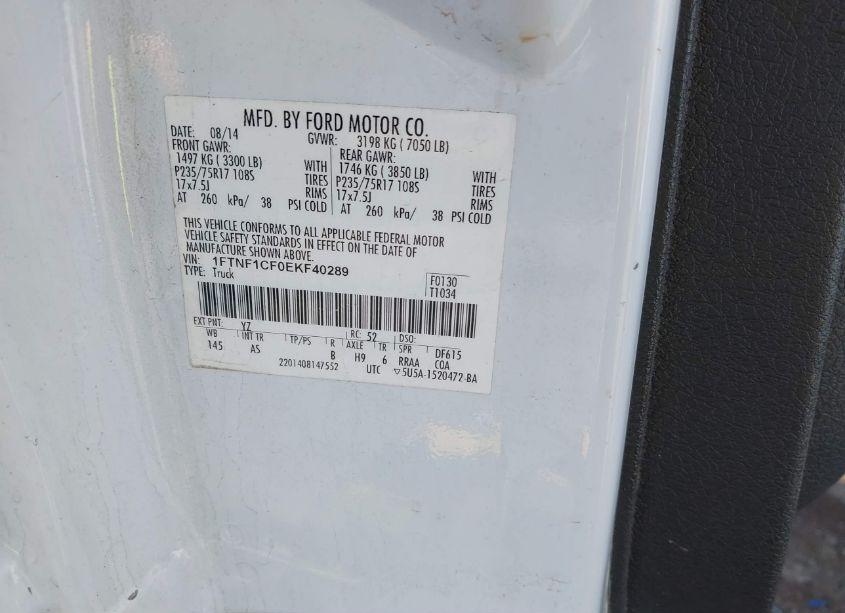 MFD. BY FORD MOTOR CO.
DATE: 08/14 GVWR: 3198 KG ( 7050 LB)
FRONT GAWR: REAR GAWR:
1497 KG ( 3300 LB) WITH 1746 KG ( 3850 LB) WITH
P235/75R17 108S TIRES P235/75R17 108S TIRES
17x7.5J RIMS 17x7.5J RIMS
AT 260 kPa/ 38 PSI COLD AT 260 kPa/ 38 PSI COLD
THIS VEHICLE CONFORMS TO ALL APPLICABLE FEDERAL MOTOR
VEHICLE SAFETY STANDARDS IN EFFECT ON THE DATE OF
MANUFACTURE SHOWN ABOVE.
VIN: 1FTNF1CF0EKF40289
TYPE: Truck
F0130
T1034
EXT PNT: YZ RC: 52 DSO:
WB INT TR TP/PS R AXLE TR SPR DF615
145 AS B H9 6 RRAA COA
2201408147552 UTC ▽5U5A-1520472-BA